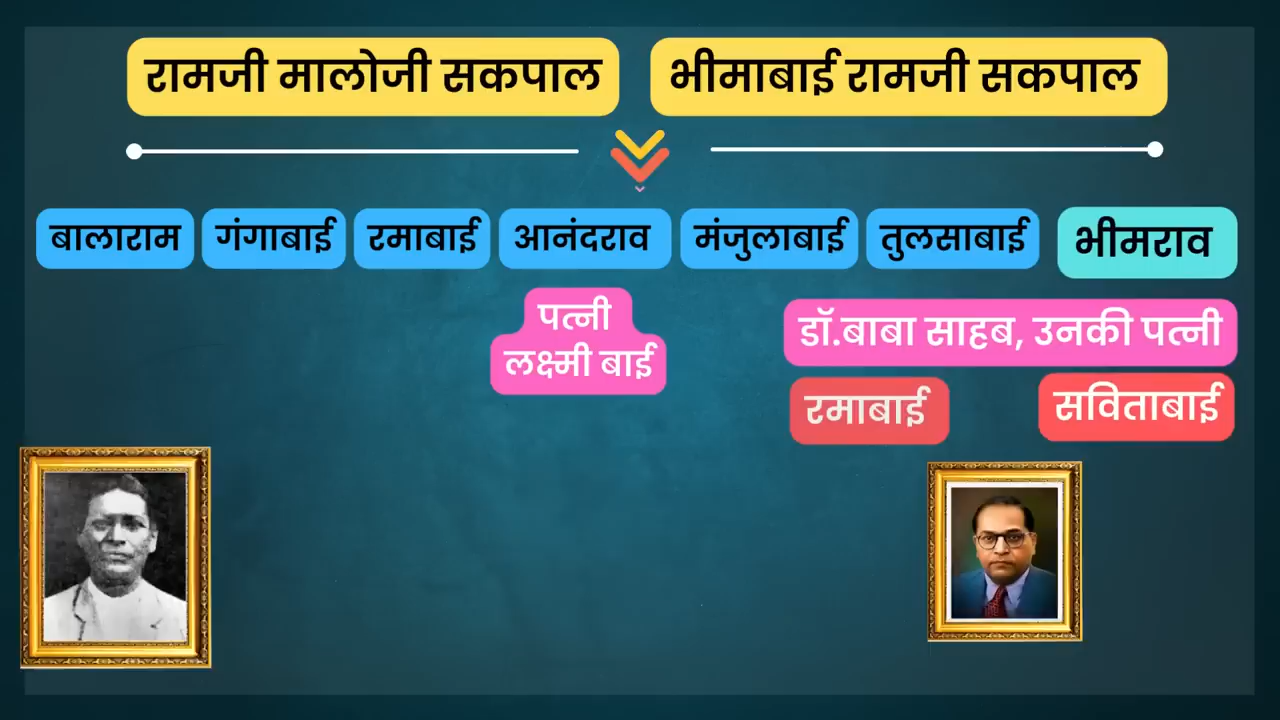 रामजी मालोजी सकपाल
भीमाबाई रामजी सकपाल
बालाराम
गंगाबाई
रमाबाई
आनंदराव
मंजुलाबाई
तुलसाबाई
भीमराव
पत्नी
लक्ष्मी बाई
डॉ.बाबा साहब, उनकी पत्नी
रमाबाई
सविताबाई